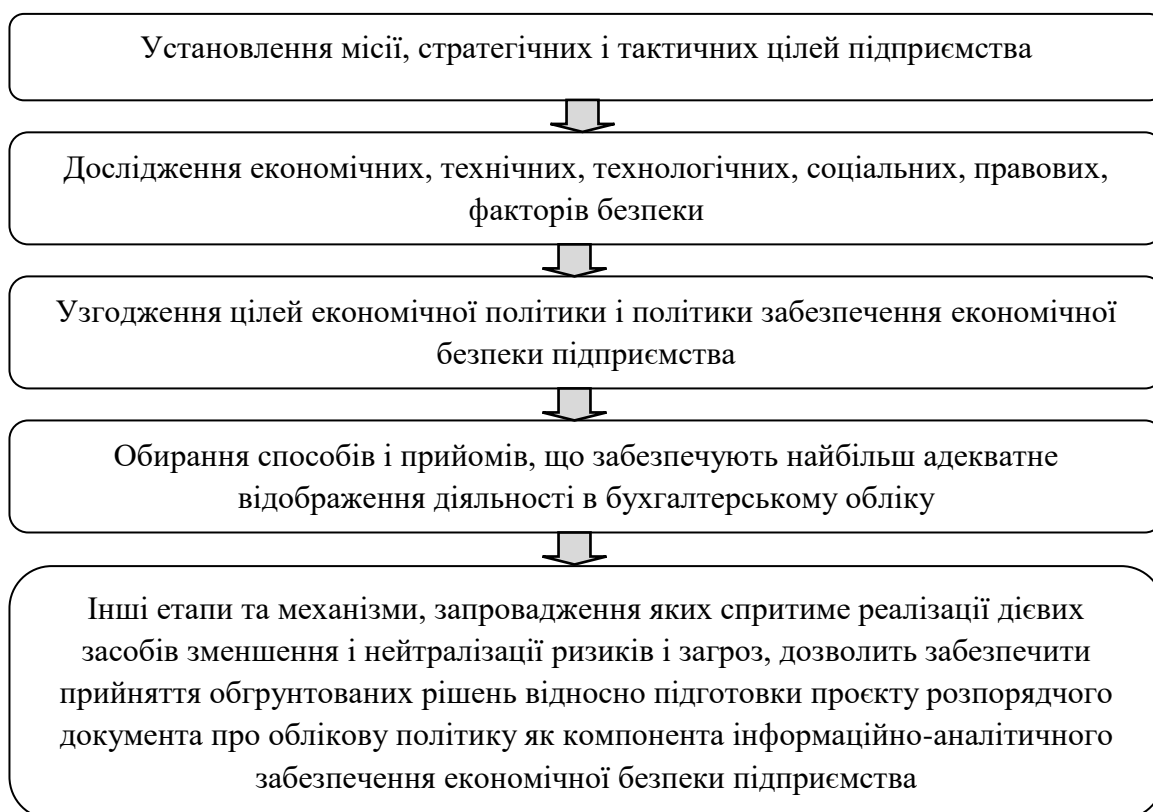 Установлення місії, стратегічних і тактичних цілей підприємства
Дослідження економічних, технічних, технологічних, соціальних, правових,
факторів безпеки
Узгодження цілей економічної політики і політики забезпечення економічної
безпеки підприємства
Обирання способів і прийомів, що забезпечують найбільш адекватне
відображення діяльності в бухгалтерському обліку
Інші етапи та механізми, запровадження яких спритиме реалізації дієвих
засобів зменшення і нейтралізації ризиків і загроз, дозволить забезпечити
прийняття обгрунтованих рішень відносно підготовки проєкту розпорядчого
документа про облікову політику як компонента інформаційно-аналітичного
забезпечення економічної безпеки підприємства